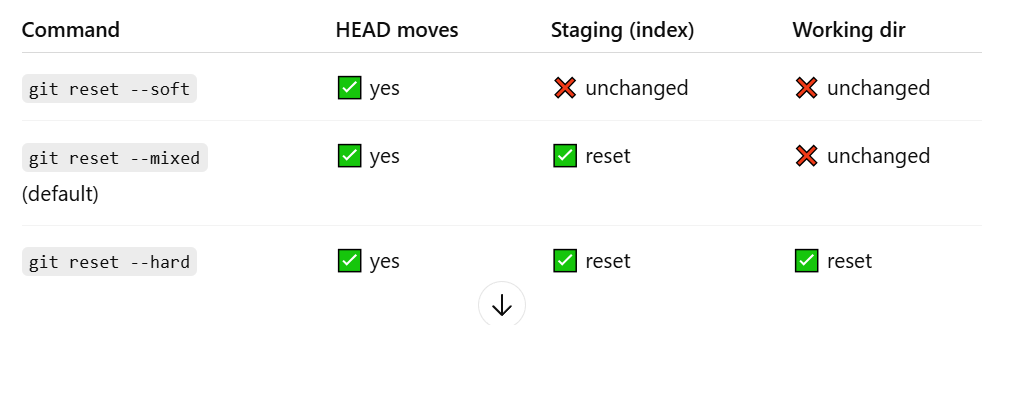 Command HEAD moves Staging (index) Working dir
git reset --soft ✅ yes ❌ unchanged ❌ unchanged
git reset --mixed ✅ yes ✅ reset ❌ unchanged
(default)
git reset --hard ✅ yes ✅ reset ✅ reset